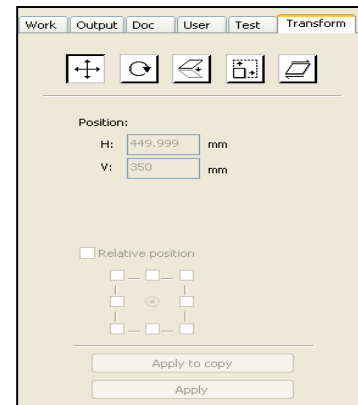 Work Output Doc User Test Transform
Position:
H: 449.999 mm
V: 350 mm
Relative position
Apply to copy
Apply